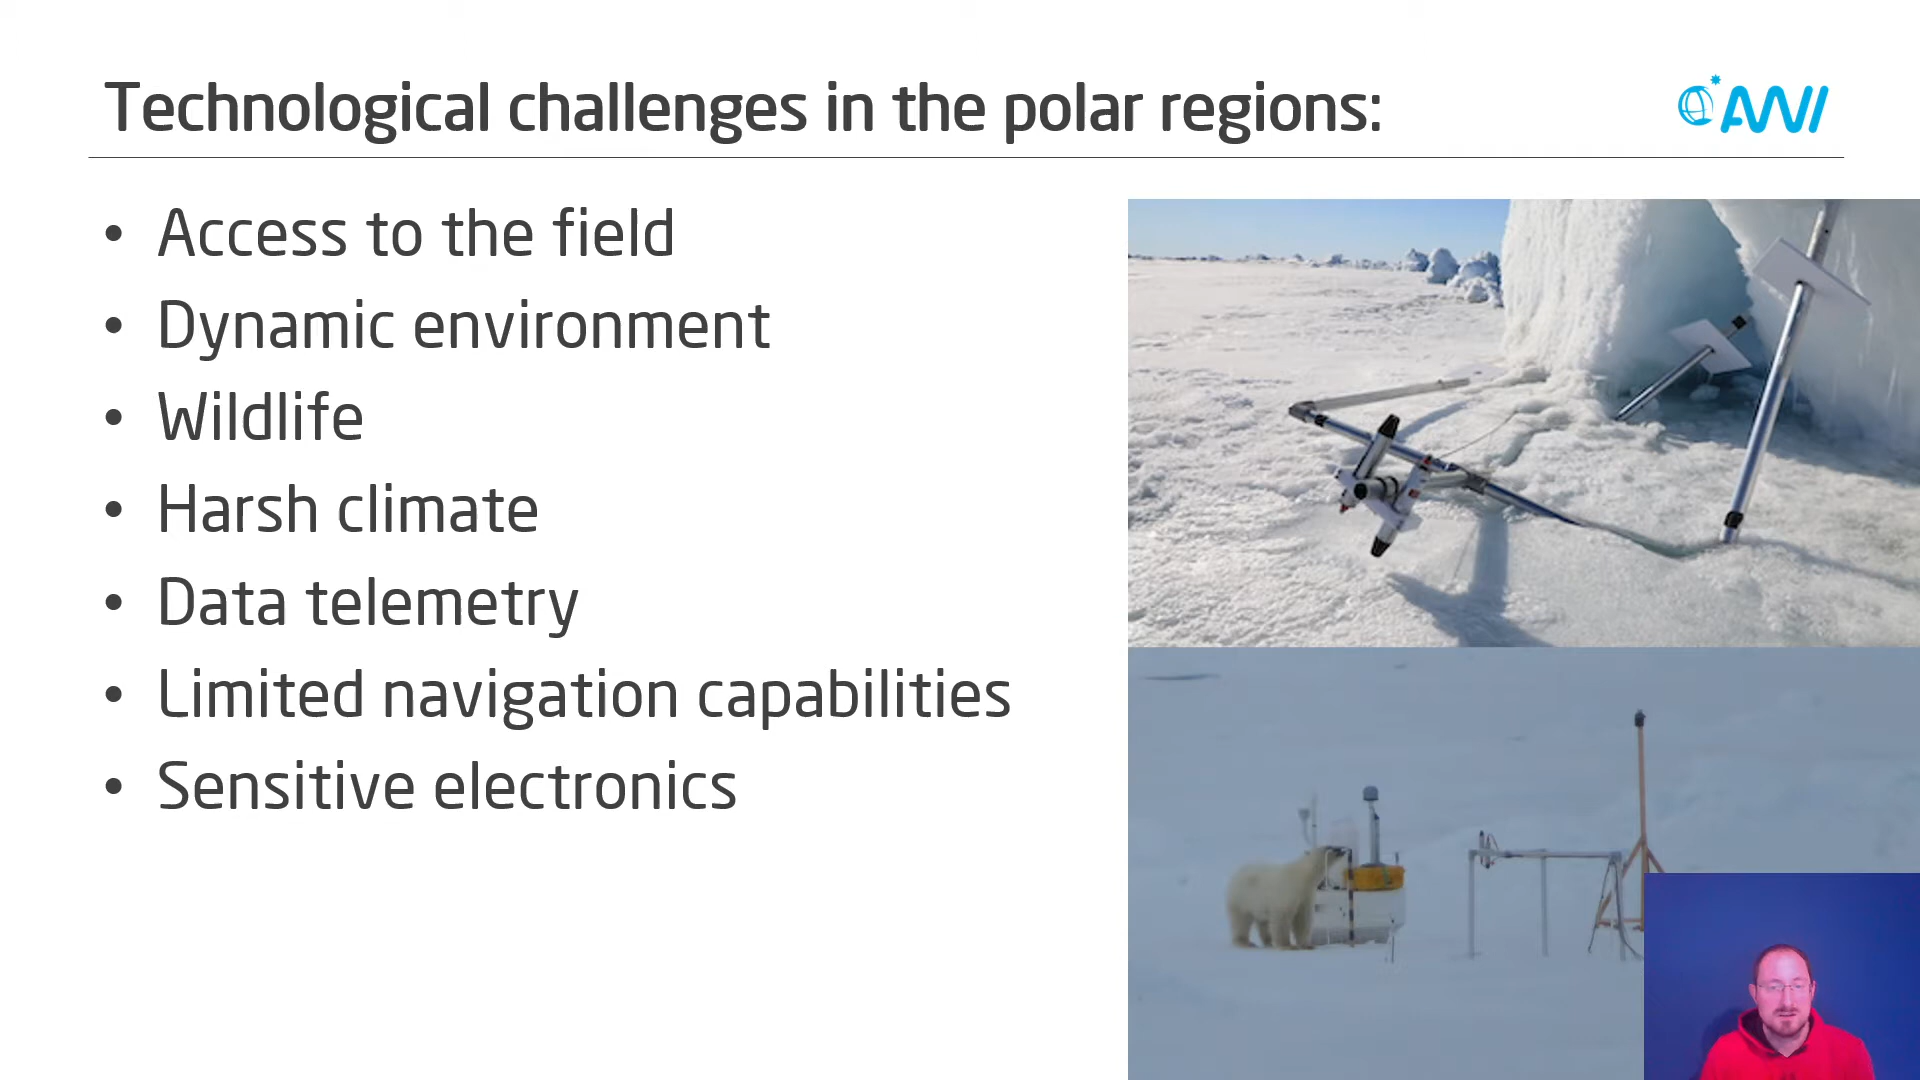 Technological challenges in the polar regions:
AWI
• Access to the field
• Dynamic environment
• Wildlife
• Harsh climate
• Data telemetry
• Limited navigation capabilities
• Sensitive electronics